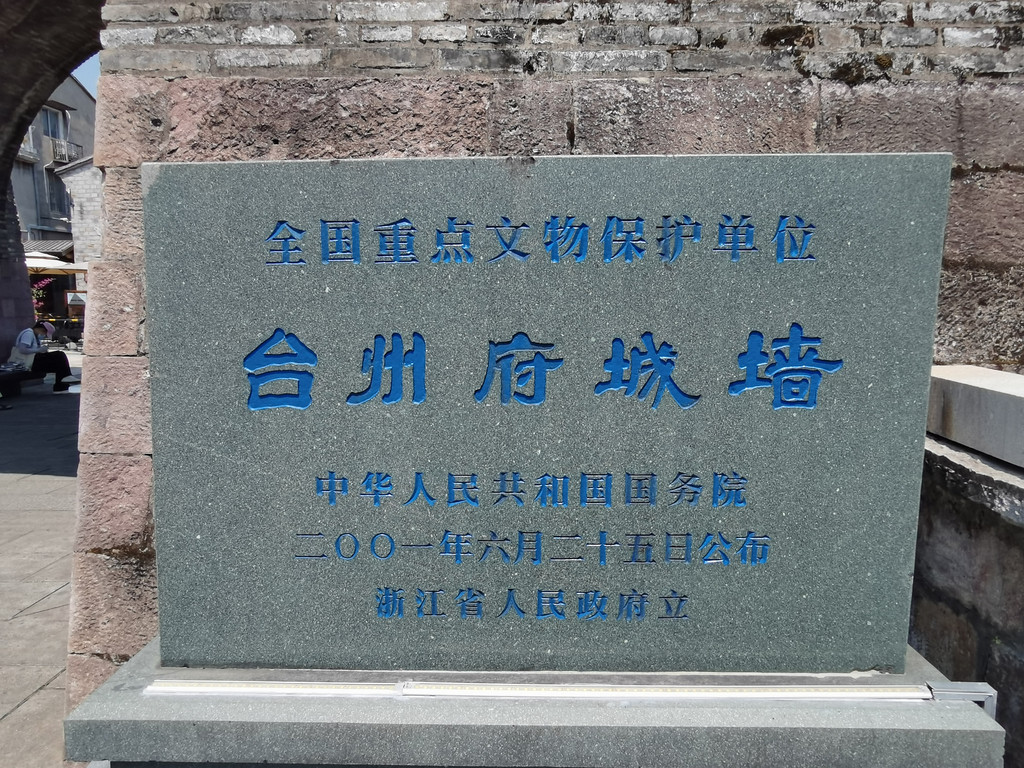 全国重点文物保护单位
台州府城墙
中华人民共和国国务院
二〇〇一年六月二十五日公布
浙江省人民政府立